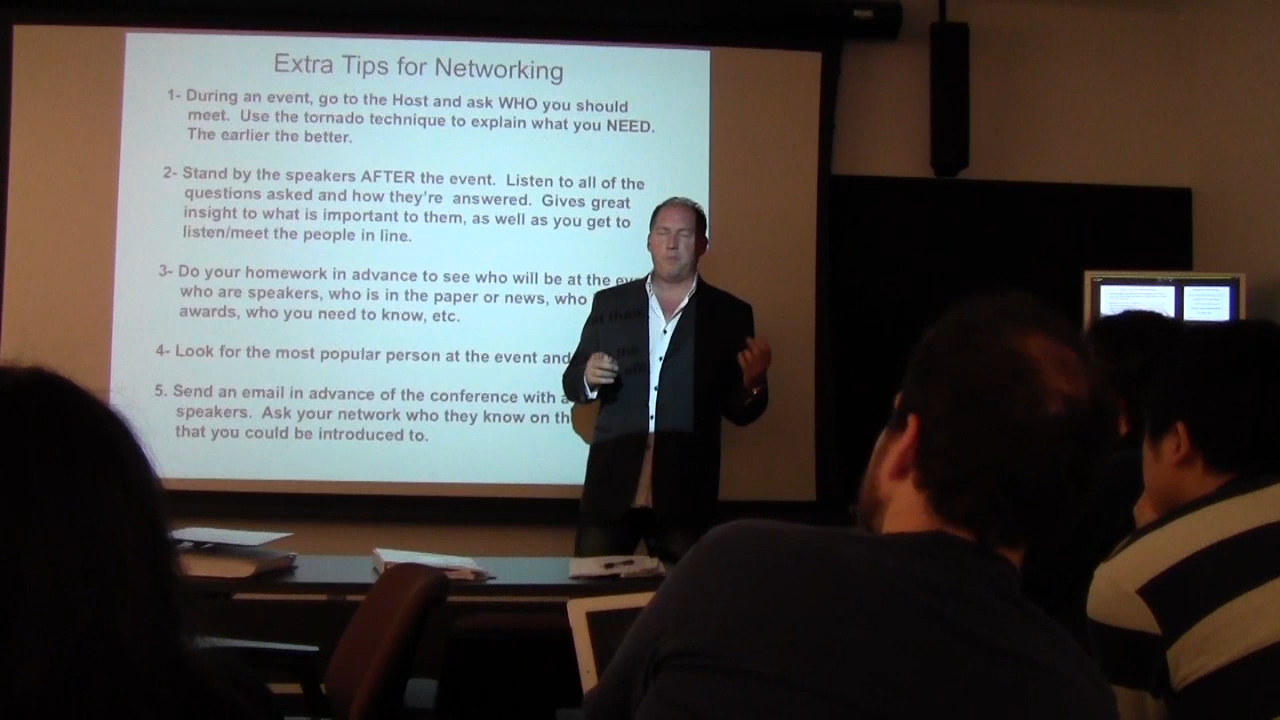 Extra Tips for Networking
1- During an event, go to the Host and ask WHO you should
meet. Use the tornado technique to explain what you NEED.
The earlier the better.
2- Stand by the speakers AFTER the event. Listen to all of the
questions asked and how they're answered. Gives great
insight to what is important to them, as well as you get to
listen/meet the people in line.
3- Do your homework in advance to see who will be at the
who are speakers, who is in the paper or news, who
awards, who you need to know, etc.
4- Look for the most popular person at the event and
5. Send an email in advance of the conference with
speakers. Ask your network who they know on
that you could be introduced to.